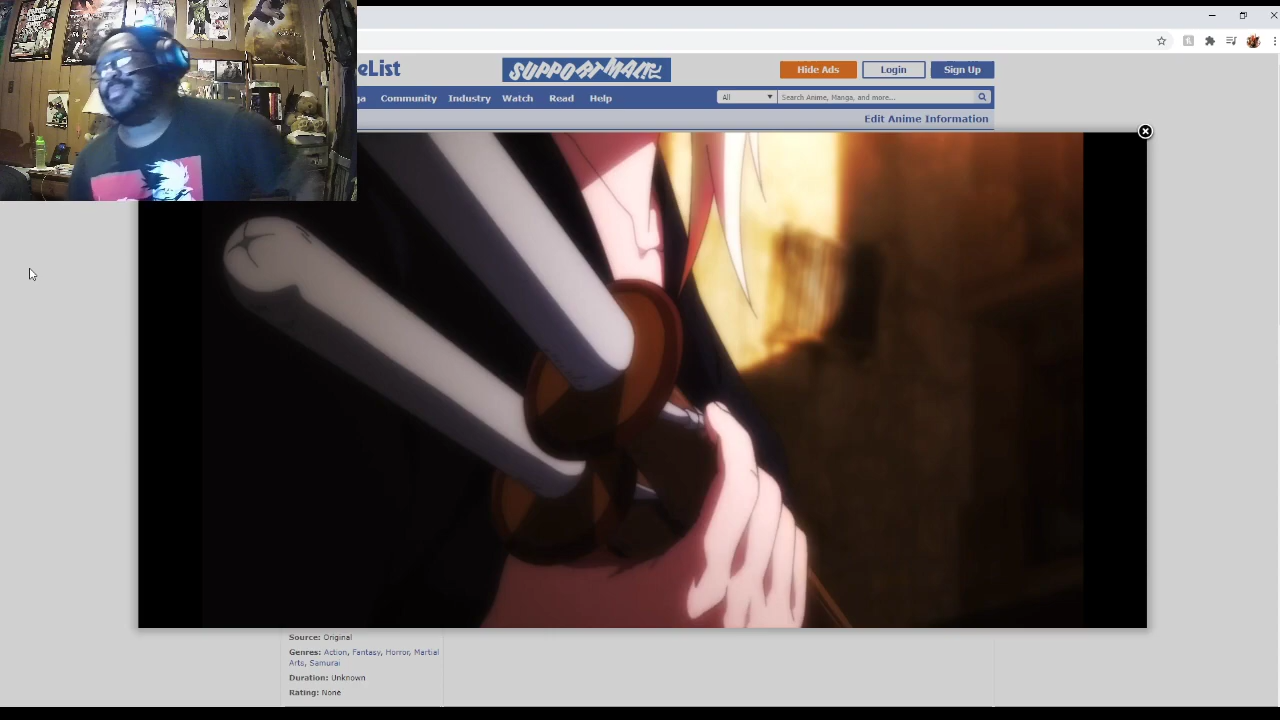 eList
SUPPORT MAL
Hide Ads
Login
Sign Up
ga
Community
Industry
Watch
Read
Help
All
Search Anime, Manga, and more...
Edit Anime Information
Source: Original
Genres: Action, Fantasy, Horror, Martial
Arts, Samurai
Duration: Unknown
Rating: None